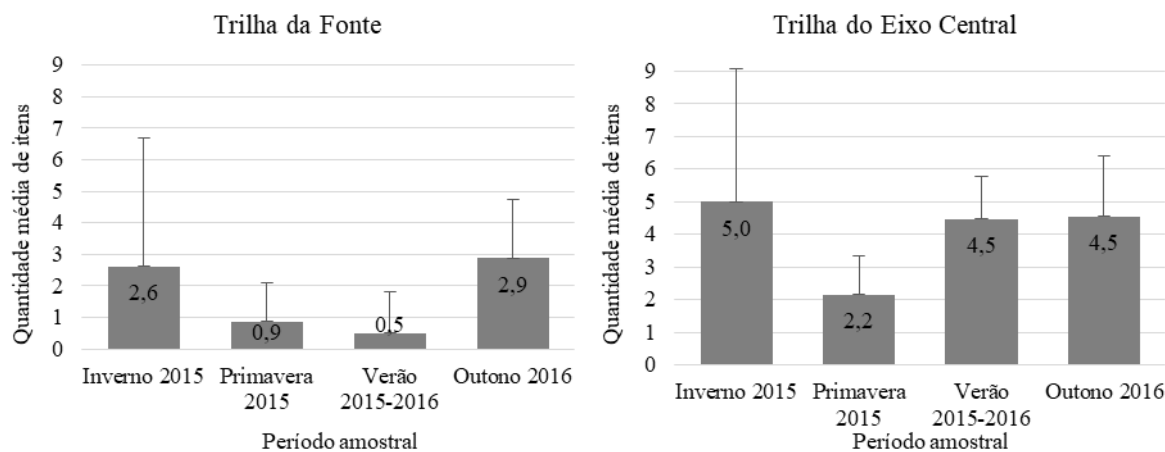 Trilha da Fonte
Quantidade média de itens
9
8
7
6
5
4
3
2
1
0
2,6
0,9
0,5
2,9
Inverno 2015
Primavera
2015
Verão
2015-2016
Outono 2016
Período amostral
Trilha do Eixo Central
Quantidade média de itens
9
8
7
6
5
4
3
2
1
0
5,0
2,2
4,5
4,5
Inverno 2015
Primavera
2015
Verão
2015-2016
Outono 2016
Período amostral